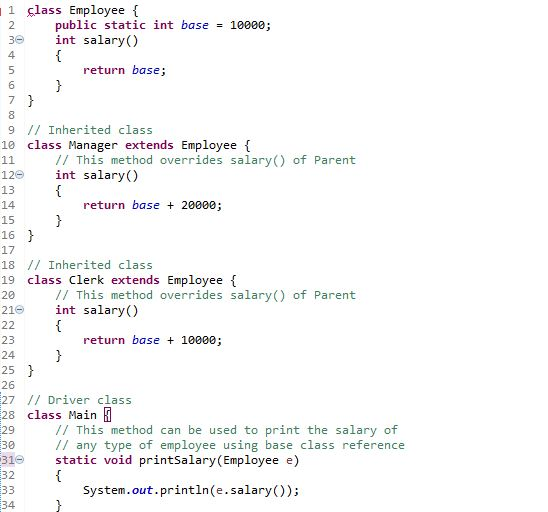 1 class Employee {
2     public static int base = 10000;
3     int salary()
4     {
5         return base;
6     }
7 }
8
9 // Inherited class
10 class Manager extends Employee {
11     // This method overrides salary() of Parent
12     int salary()
13     {
14         return base + 20000;
15     }
16 }
17
18 // Inherited class
19 class Clerk extends Employee {
20     // This method overrides salary() of Parent
21     int salary()
22     {
23         return base + 10000;
24     }
25 }
26
27 // Driver class
28 class Main {
29     // This method can be used to print the salary of
30     // any type of employee using base class reference
31     static void printSalary(Employee e)
32     {
33         System.out.println(e.salary());
34     }